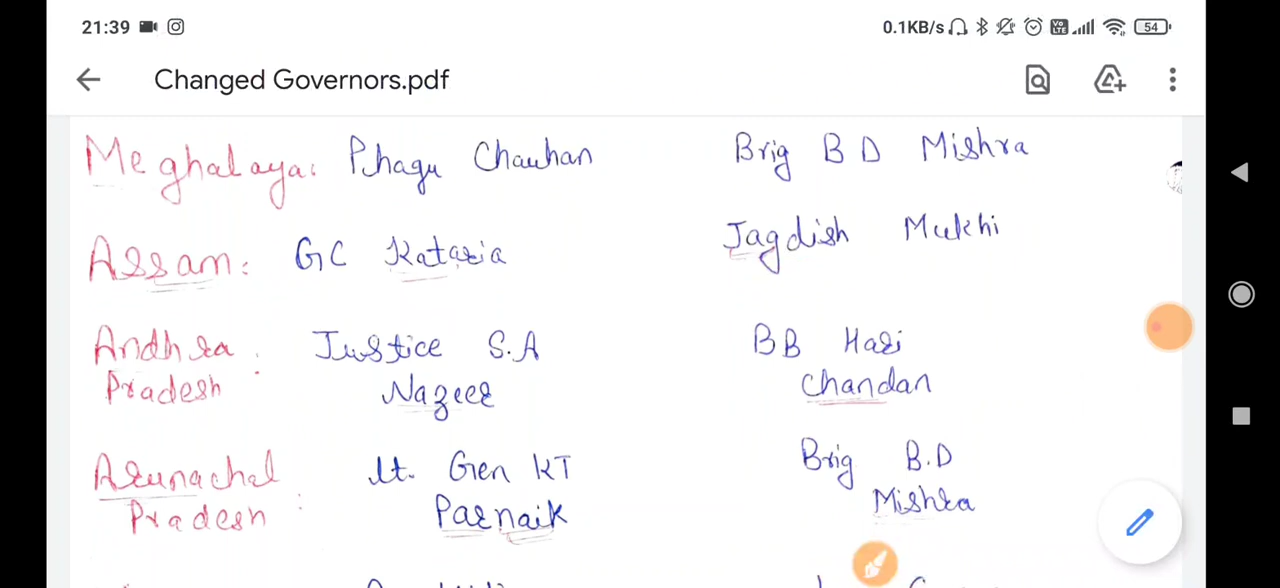 21:39
0.1KB/s 54
Changed Governors.pdf
Meghalaya: Phagu Chauhan Brig B D Mishra
Assam: GC Kataria Jagdish Mukhi
Andhra Pradesh : Justice S.A Nazeer BB Hari Chandan
Arunachal Pradesh : Lt. Gen KT Parnaik Brig B.D Mishra